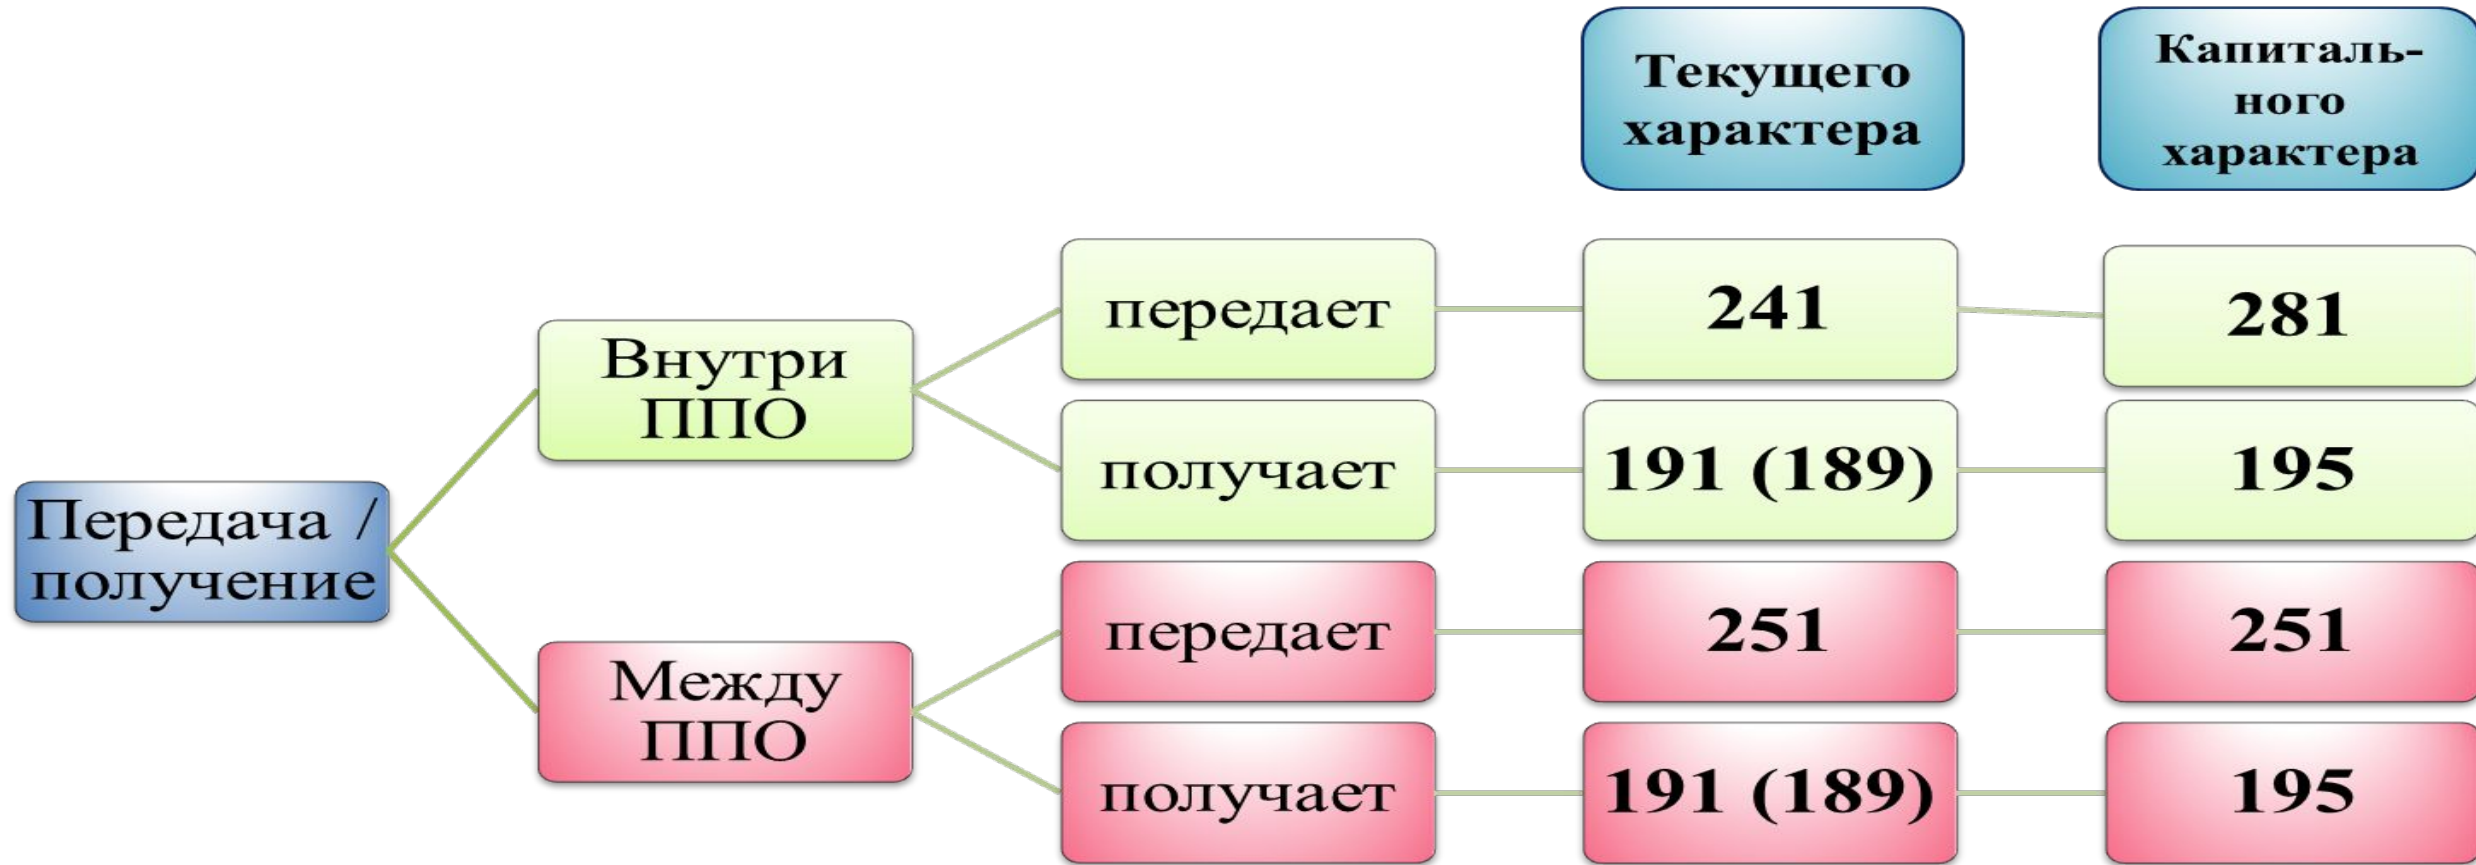 Текущего
характера
Капиталь-
ного
характера
передает
241
281
Внутри
ППО
получает
191 (189)
195
Передача /
получение
передает
251
251
Между
ППО
получает
191 (189)
195